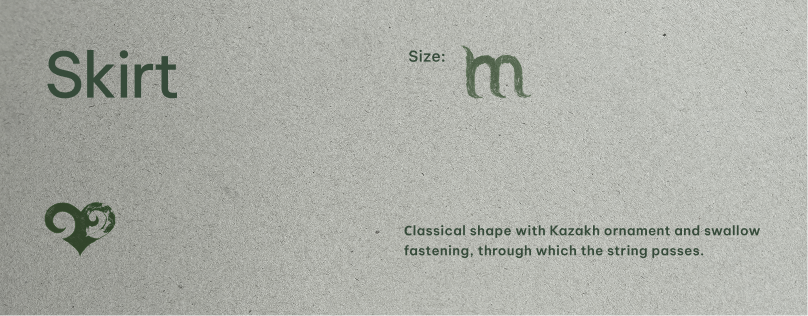 Skirt
Size: m
Classical shape with Kazakh ornament and swallow
fastening, through which the string passes.